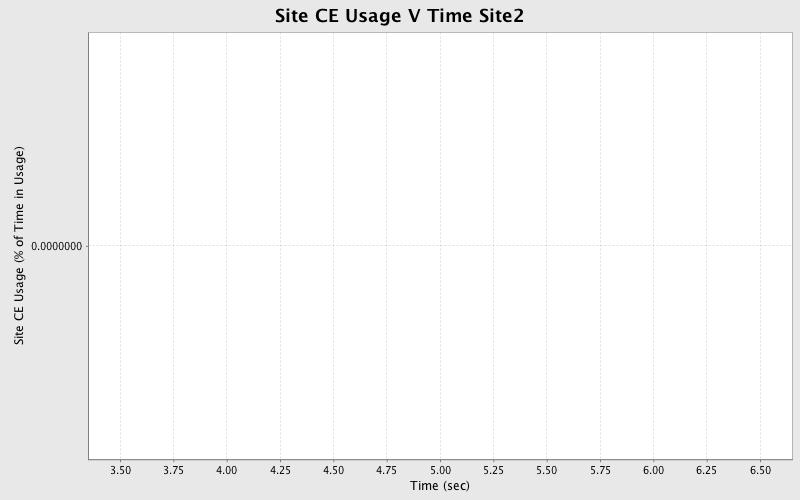 Site CE Usage V Time Site2
Site CE Usage (% of Time in Usage)
0.0000000
3.50 3.75 4.00 4.25 4.50 4.75 5.00 5.25 5.50 5.75 6.00 6.25 6.50
Time (sec)